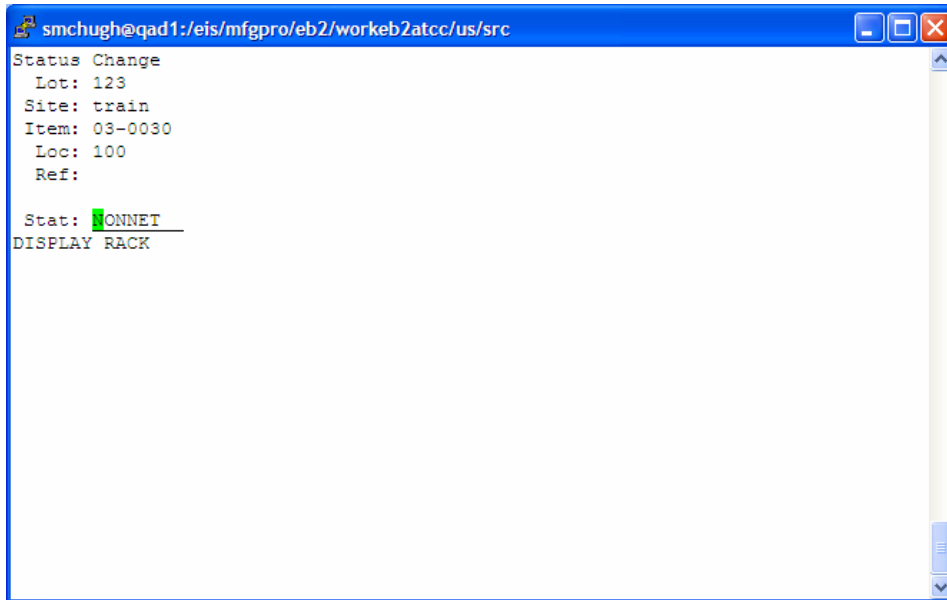 smchugh@qad1:/eis/mfgpro/eb2/workeb2atcc/us/src
Status Change
Lot: 123
Site: train
Item: 03-0030
Loc: 100
Ref:
Stat: NONNET
DISPLAY RACK